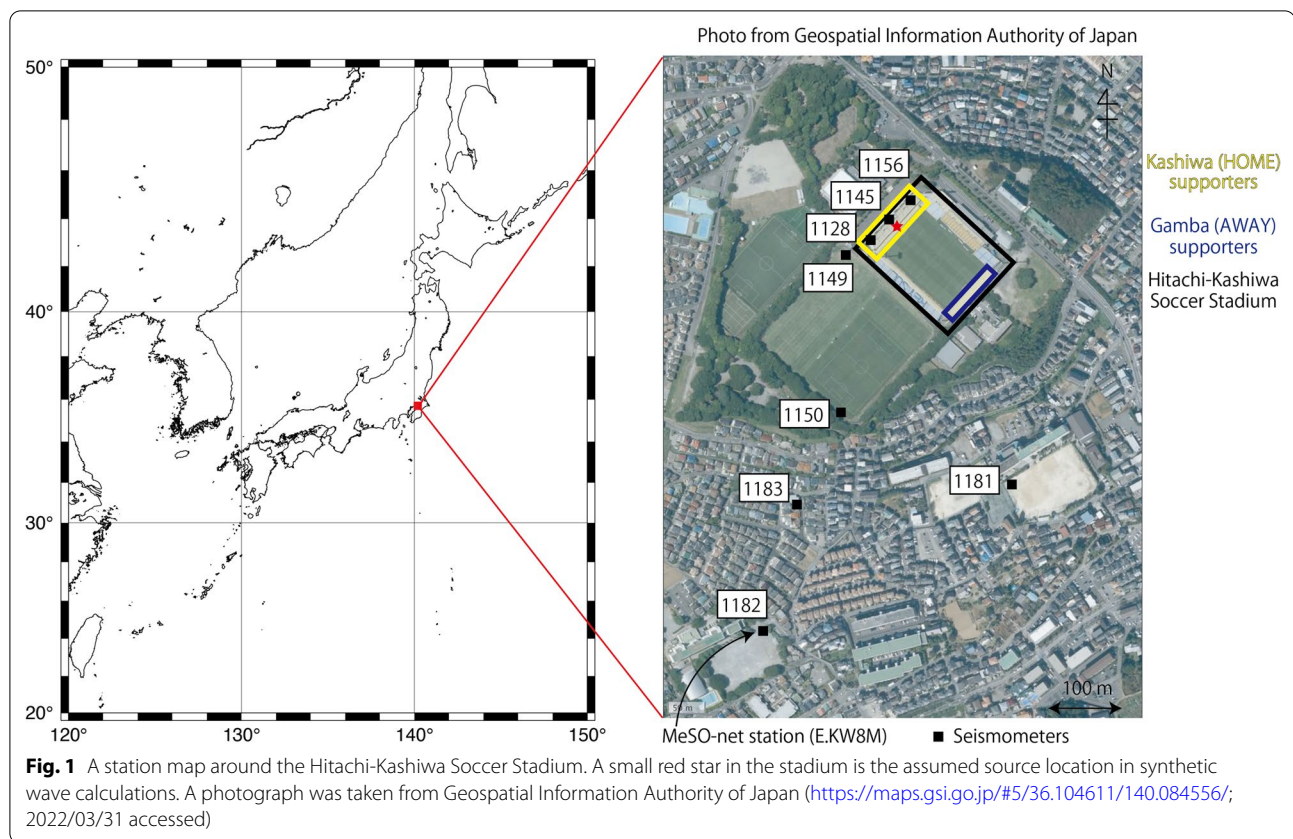 Photo from Geospatial Information Authority of Japan
50°
40°
30°
20°
120°
130°
140°
150°
N
1156
1145
1128
1149
1150
1183
1181
1182
Kashiwa (HOME)
supporters
Gamba (AWAY)
supporters
Hitachi-Kashiwa
Soccer Stadium
50 m
100 m
MeSO-net station (E.KW8M)
■ Seismometers
Fig. 1 A station map around the Hitachi-Kashiwa Soccer Stadium. A small red star in the stadium is the assumed source location in synthetic
wave calculations. A photograph was taken from Geospatial Information Authority of Japan (https://maps.gsi.go.jp/#5/36.104611/140.084556/;
2022/03/31 accessed)